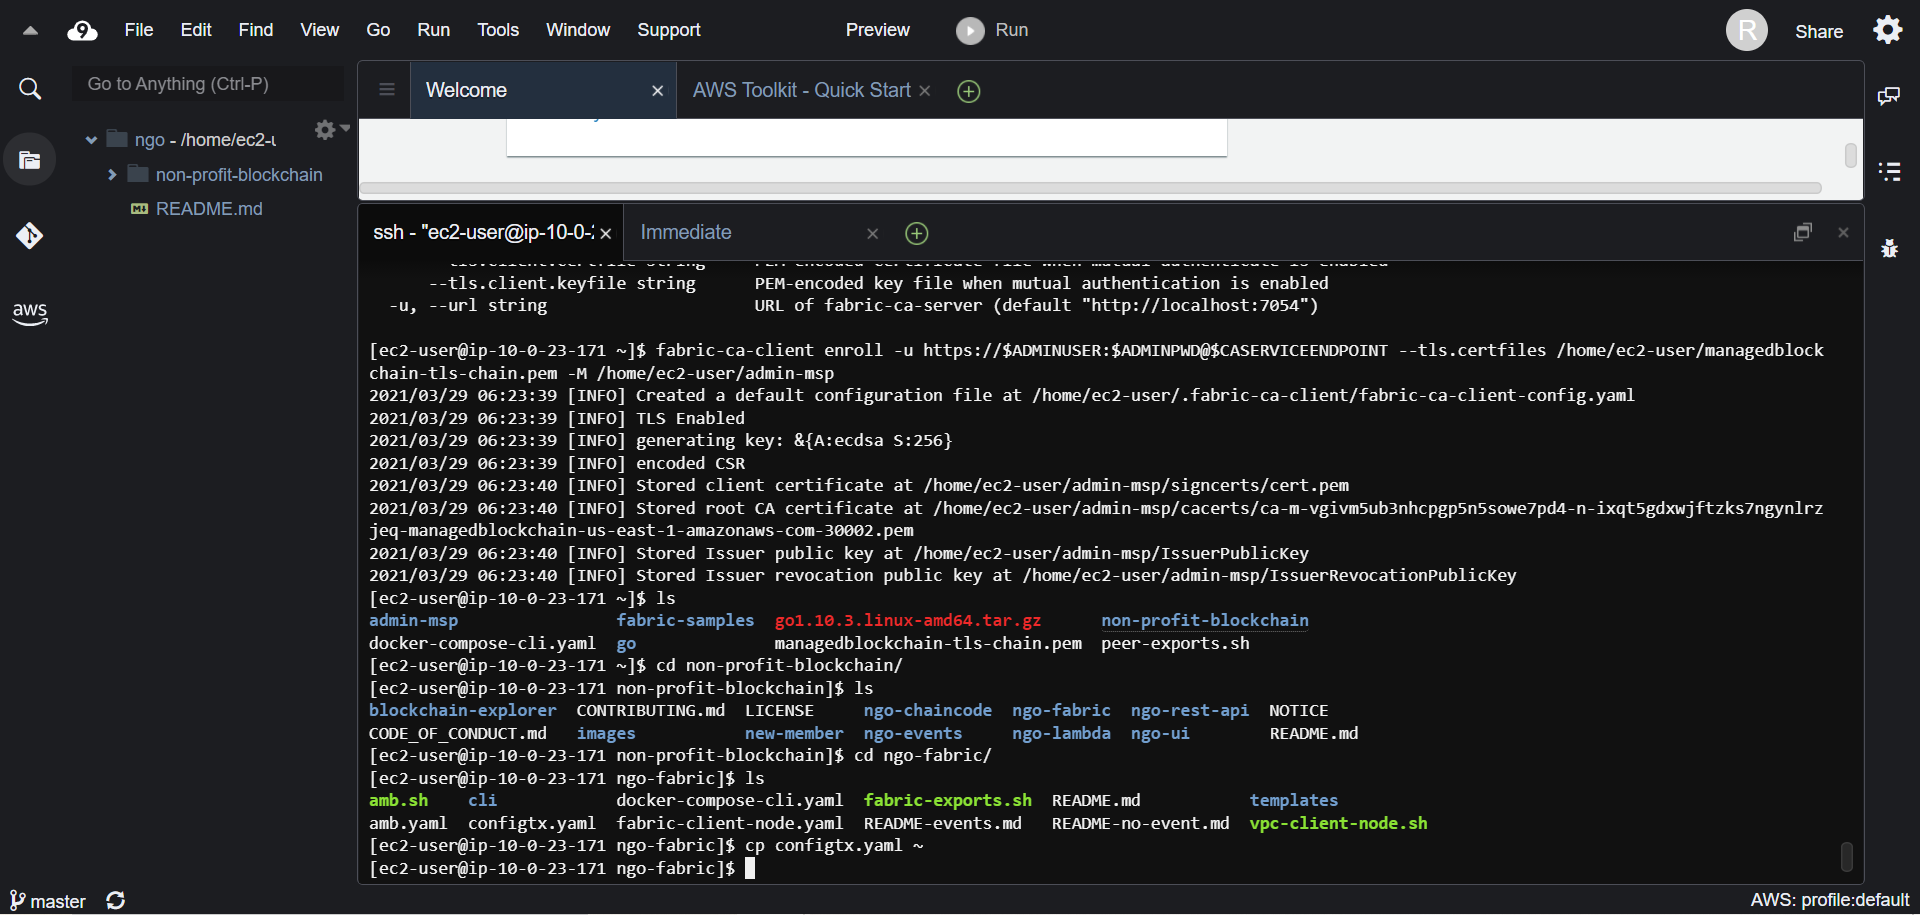 9 File Edit Find View Go Run Tools Window Support Preview Run R Share
Go to Anything (Ctrl-P)
Welcome
AWS Toolkit - Quick Start
ngo - /home/ec2-u
non-profit-blockchain
README.md
aws
ssh - "ec2-user@ip-10-0-2
Immediate
--tls.client.keyfile string PEM-encoded key file when mutual authentication is enabled
-u, --url string URL of fabric-ca-server (default "http://localhost:7054")
[ec2-user@ip-10-0-23-171 ~]$ fabric-ca-client enroll -u https://$ADMINUSER:$ADMINPWD@$CASERVICEENDPOINT --tls.certfiles /home/ec2-user/managedblock
chain-tls-chain.pem -M /home/ec2-user/admin-msp
2021/03/29 06:23:39 [INFO] Created a default configuration file at /home/ec2-user/.fabric-ca-client/fabric-ca-client-config.yaml
2021/03/29 06:23:39 [INFO] TLS Enabled
2021/03/29 06:23:39 [INFO] generating key: &{A:ecdsa S:256}
2021/03/29 06:23:39 [INFO] encoded CSR
2021/03/29 06:23:40 [INFO] Stored client certificate at /home/ec2-user/admin-msp/signcerts/cert.pem
2021/03/29 06:23:40 [INFO] Stored root CA certificate at /home/ec2-user/admin-msp/cacerts/ca-m-vgivm5ub3nhcpgp5n5sowe7pd4-n-ixqt5gdxwjftzks7ngynlrz
jeq-managedblockchain-us-east-1-amazonaws-com-30002.pem
2021/03/29 06:23:40 [INFO] Stored Issuer public key at /home/ec2-user/admin-msp/IssuerPublicKey
2021/03/29 06:23:40 [INFO] Stored Issuer revocation public key at /home/ec2-user/admin-msp/IssuerRevocationPublicKey
[ec2-user@ip-10-0-23-171 ~]$ ls
admin-msp fabric-samples go1.10.3.linux-amd64.tar.gz non-profit-blockchain
docker-compose-cli.yaml go managedblockchain-tls-chain.pem peer-exports.sh
[ec2-user@ip-10-0-23-171 ~]$ cd non-profit-blockchain/
[ec2-user@ip-10-0-23-171 non-profit-blockchain]$ ls
blockchain-explorer CONTRIBUTING.md LICENSE ngo-chaincode ngo-fabric ngo-rest-api NOTICE
CODE_OF_CONDUCT.md images new-member ngo-events ngo-lambda ngo-ui README.md
[ec2-user@ip-10-0-23-171 non-profit-blockchain]$ cd ngo-fabric/
[ec2-user@ip-10-0-23-171 ngo-fabric]$ ls
amb.sh cli docker-compose-cli.yaml fabric-exports.sh README.md templates
amb.yaml configtx.yaml fabric-client-node.yaml README-events.md README-no-event.md vpc-client-node.sh
[ec2-user@ip-10-0-23-171 ngo-fabric]$ cp configtx.yaml ~
[ec2-user@ip-10-0-23-171 ngo-fabric]$
master
AWS: profile:default